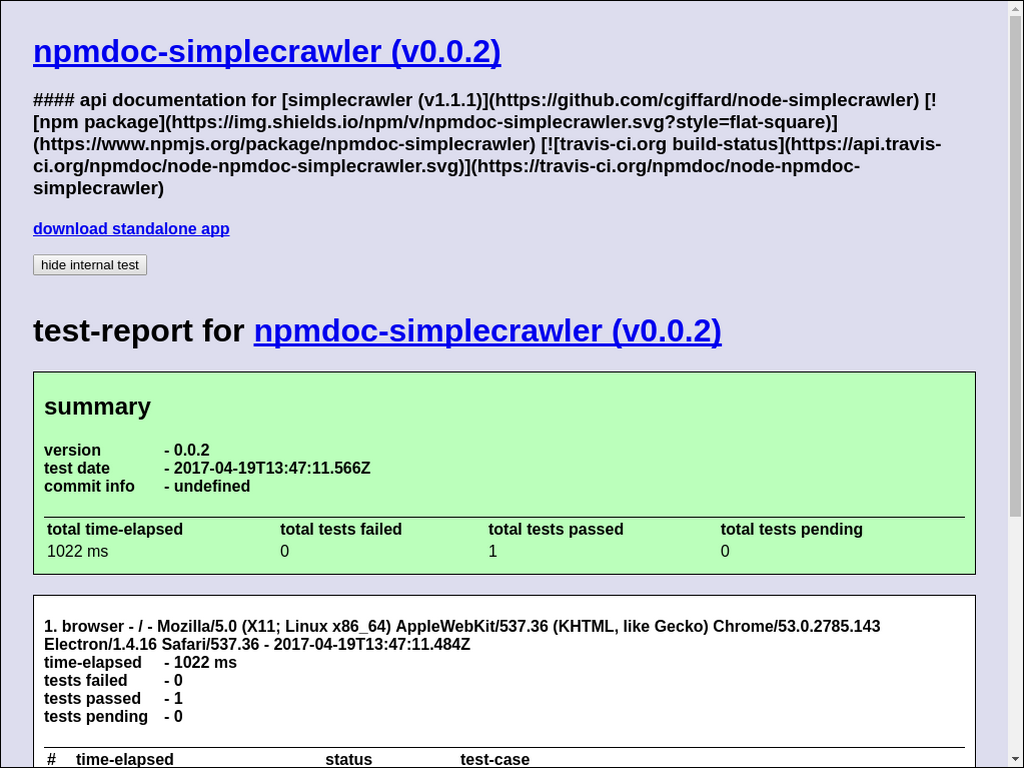 npmdoc-simplecrawler (v0.0.2)
#### api documentation for [simplecrawler (v1.1.1)](https://github.com/cgiffard/node-simplecrawler) [!
[npm package](https://img.shields.io/npm/v/npmdoc-simplecrawler.svg?style=flat-square)]
(https://www.npmjs.org/package/npmdoc-simplecrawler) [![travis-ci.org build-status](https://api.travis-
ci.org/npmdoc/node-npmdoc-simplecrawler.svg)](https://travis-ci.org/npmdoc/node-npmdoc-
simplecrawler)
download standalone app
hide internal test
test-report for npmdoc-simplecrawler (v0.0.2)
summary
version - 0.0.2
test date - 2017-04-19T13:47:11.566Z
commit info - undefined
total time-elapsed total tests failed total tests passed total tests pending
1022 ms 0 1 0
1. browser - / - Mozilla/5.0 (X11; Linux x86_64) AppleWebKit/537.36 (KHTML, like Gecko) Chrome/53.0.2785.143
Electron/1.4.16 Safari/537.36 - 2017-04-19T13:47:11.484Z
time-elapsed - 1022 ms
tests failed - 0
tests passed - 1
tests pending - 0
# time-elapsed status test-case